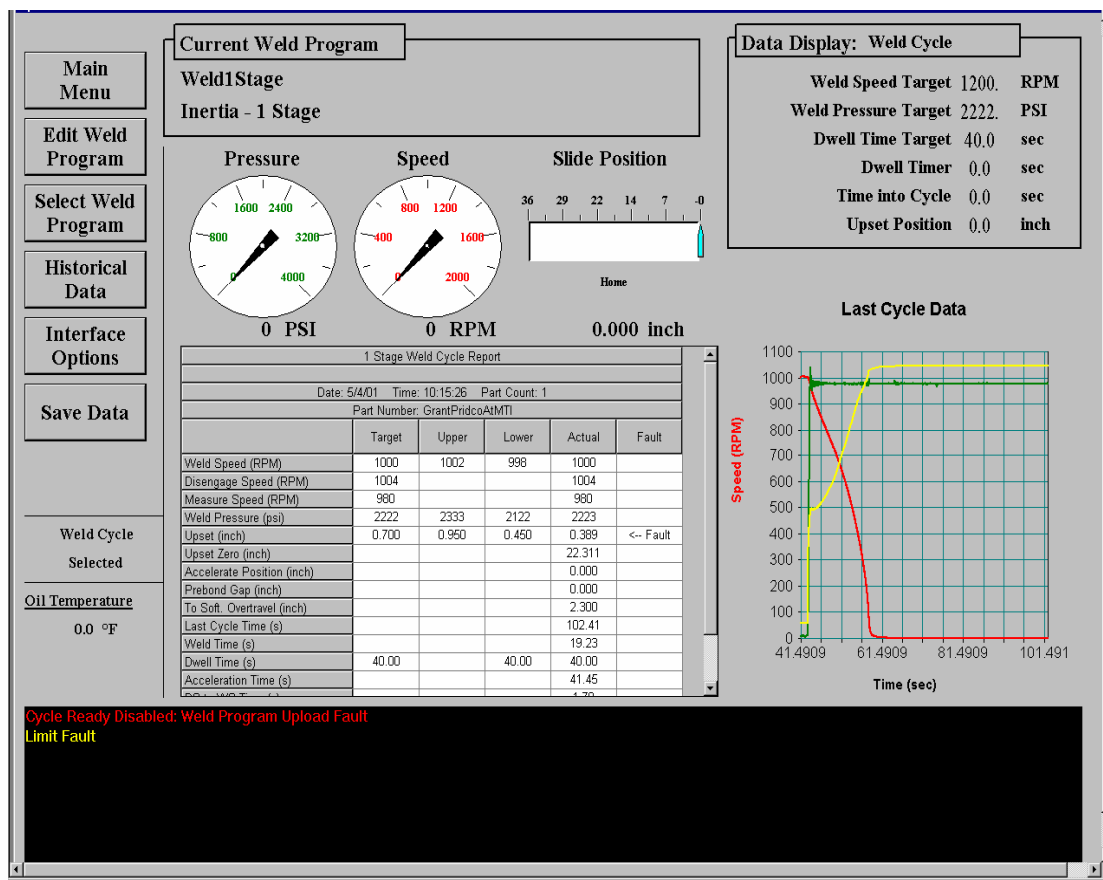 Main
Menu
Edit Weld
Program
Select Weld
Program
Historical
Data
Interface
Options
Save Data
Weld Cycle
Selected
Oil Temperature
0.0 °F
Current Weld Program
Weld1Stage
Inertia - 1 Stage
Data Display: Weld Cycle
Weld Speed Target 1200. RPM
Weld Pressure Target 2222. PSI
Dwell Time Target 40.0 sec
Dwell Timer 0.0 sec
Time into Cycle 0.0 sec
Upset Position 0.0 inch
Pressure
0 800 1600 2400 3200 4000
0 PSI
Speed
0 400 800 1200 1600 2000
0 RPM
Slide Position
36 29 22 14 7 -0
Home
0.000 inch
1 Stage Weld Cycle Report
Date: 5/4/01 Time: 10:15:26 Part Count: 1
Part Number: GrantPridcoAtMTI
Target Upper Lower Actual Fault
Weld Speed (RPM) 1000 1002 998 1000
Disengage Speed (RPM) 1004 1004
Measure Speed (RPM) 980 980
Weld Pressure (psi) 2222 2333 2122 2223
Upset (inch) 0.700 0.950 0.450 0.389 <-- Fault
Upset Zero (inch) 22.311
Accelerate Position (inch) 0.000
Prebond Gap (inch) 0.000
To Soft. Overtravel (inch) 2.300
Last Cycle Time (s) 102.41
Weld Time (s) 19.23
Dwell Time (s) 40.00 40.00 40.00
Acceleration Time (s) 41.45
Last Cycle Data
Speed (RPM)
1100
1000
900
800
700
600
500
400
300
200
100
0
41.4909 61.4909 81.4909 101.491
Time (sec)
Cycle Ready Disabled: Weld Program Upload Fault
Limit Fault